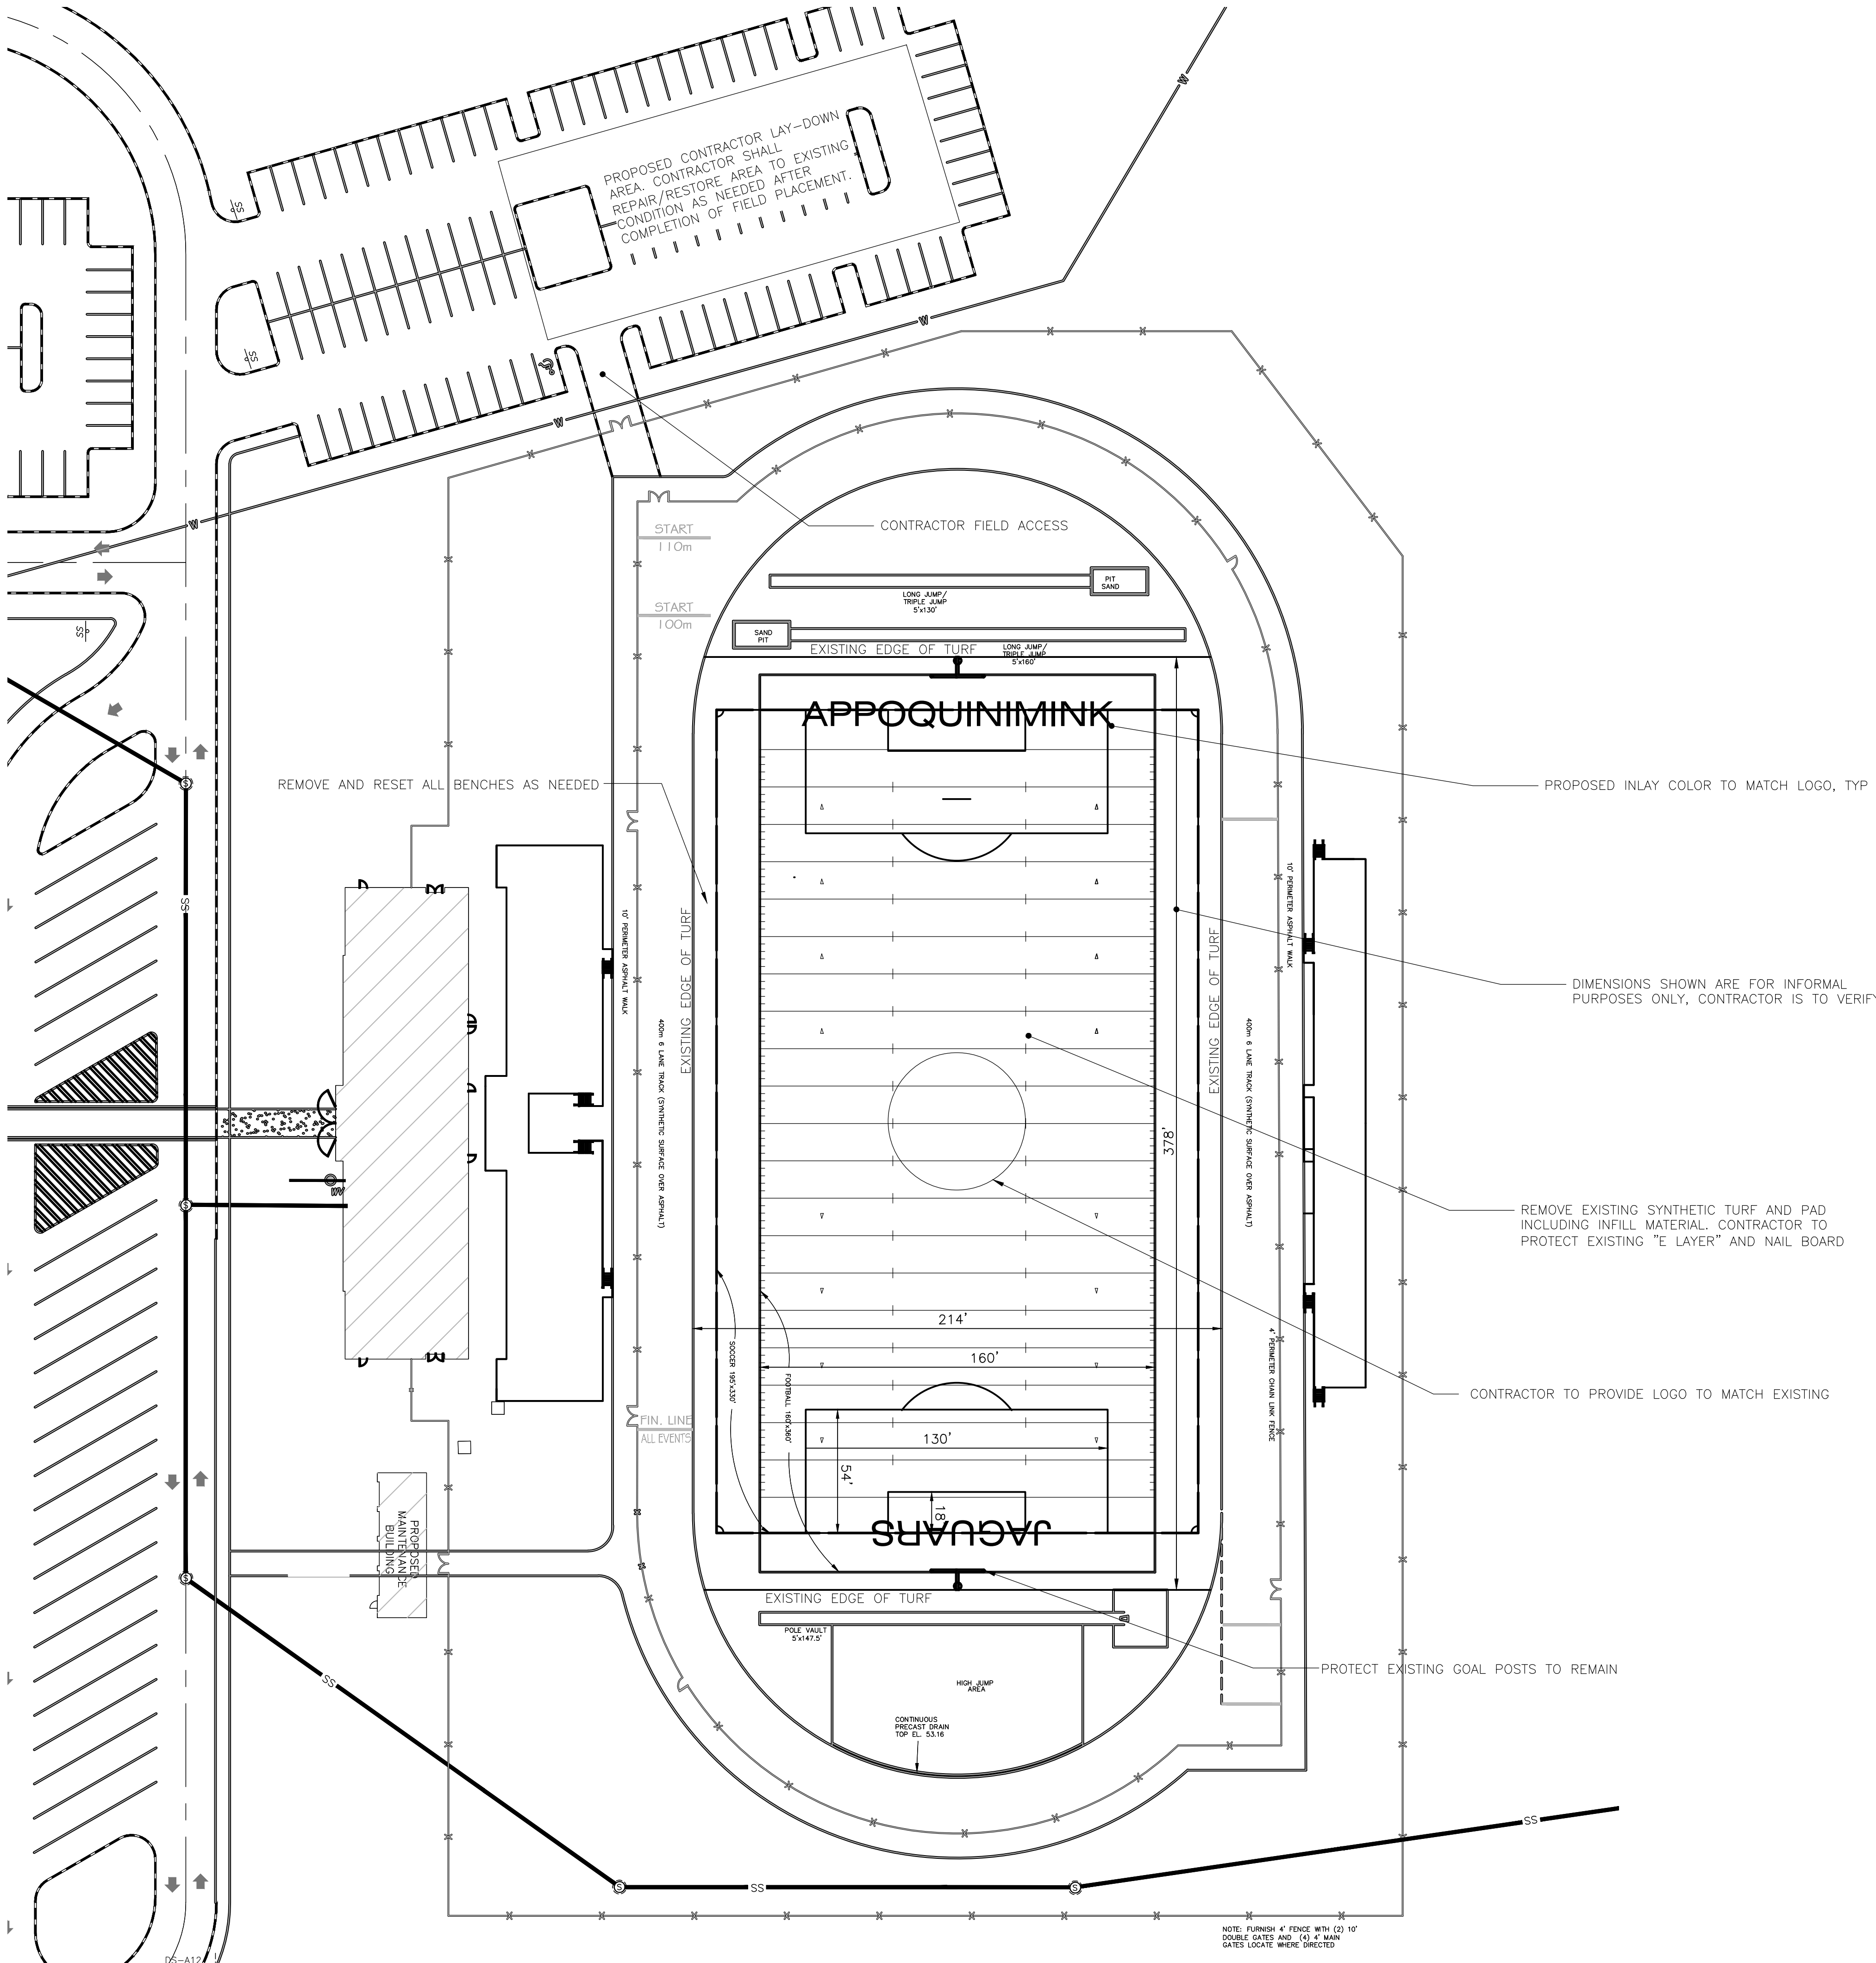 PROPOSED CONTRACTOR LAY-DOWN
AREA. CONTRACTOR SHALL
REPAIR/RESTORE AREA TO EXISTING
CONDITION AS NEEDED AFTER
COMPLETION OF FIELD PLACEMENT.
W
W
W
W
SS
SS
SS
CONTRACTOR FIELD ACCESS
START
110m
START
100m
PIT
SAND
LONG JUMP/
TRIPLE JUMP
5'x130'
SAND
PIT
EXISTING EDGE OF TURF
LONG JUMP/
TRIPLE JUMP
5'x160'
APPOQUINIMINK
REMOVE AND RESET ALL BENCHES AS NEEDED
PROPOSED INLAY COLOR TO MATCH LOGO, TYP
S
SS
10' PERIMETER ASPHALT WALK
EXISTING EDGE OF TURF
400m 6 LANE TRACK (SYNTHETIC SURFACE OVER ASPHALT)
EXISTING EDGE OF TURF
10' PERIMETER ASPHALT WALK
400m 6 LANE TRACK (SYNTHETIC SURFACE OVER ASPHALT)
DIMENSIONS SHOWN ARE FOR INFORMAL
PURPOSES ONLY, CONTRACTOR IS TO VERIFY
378'
WV
S
REMOVE EXISTING SYNTHETIC TURF AND PAD
INCLUDING INFILL MATERIAL. CONTRACTOR TO
PROTECT EXISTING "E LAYER" AND NAIL BOARD
214'
160'
SOCCER 195'x330'
FOOTBALL 160'x360'
4' PERIMETER CHAIN LINK FENCE
CONTRACTOR TO PROVIDE LOGO TO MATCH EXISTING
FIN. LINE
ALL EVENTS
130'
54'
18'
JAGUARS
PROPOSED
MAINTENANCE
BUILDING
S
EXISTING EDGE OF TURF
POLE VAULT
5'x147.5'
PROTECT EXISTING GOAL POSTS TO REMAIN
HIGH JUMP
AREA
SS
CONTINUOUS
PRECAST DRAIN
TOP EL. 53.16
SS
S
SS
S
NOTE: FURNISH 4' FENCE WITH (2) 10'
DOUBLE GATES AND (4) 4' MAIN
GATES LOCATE WHERE DIRECTED
DS-A12